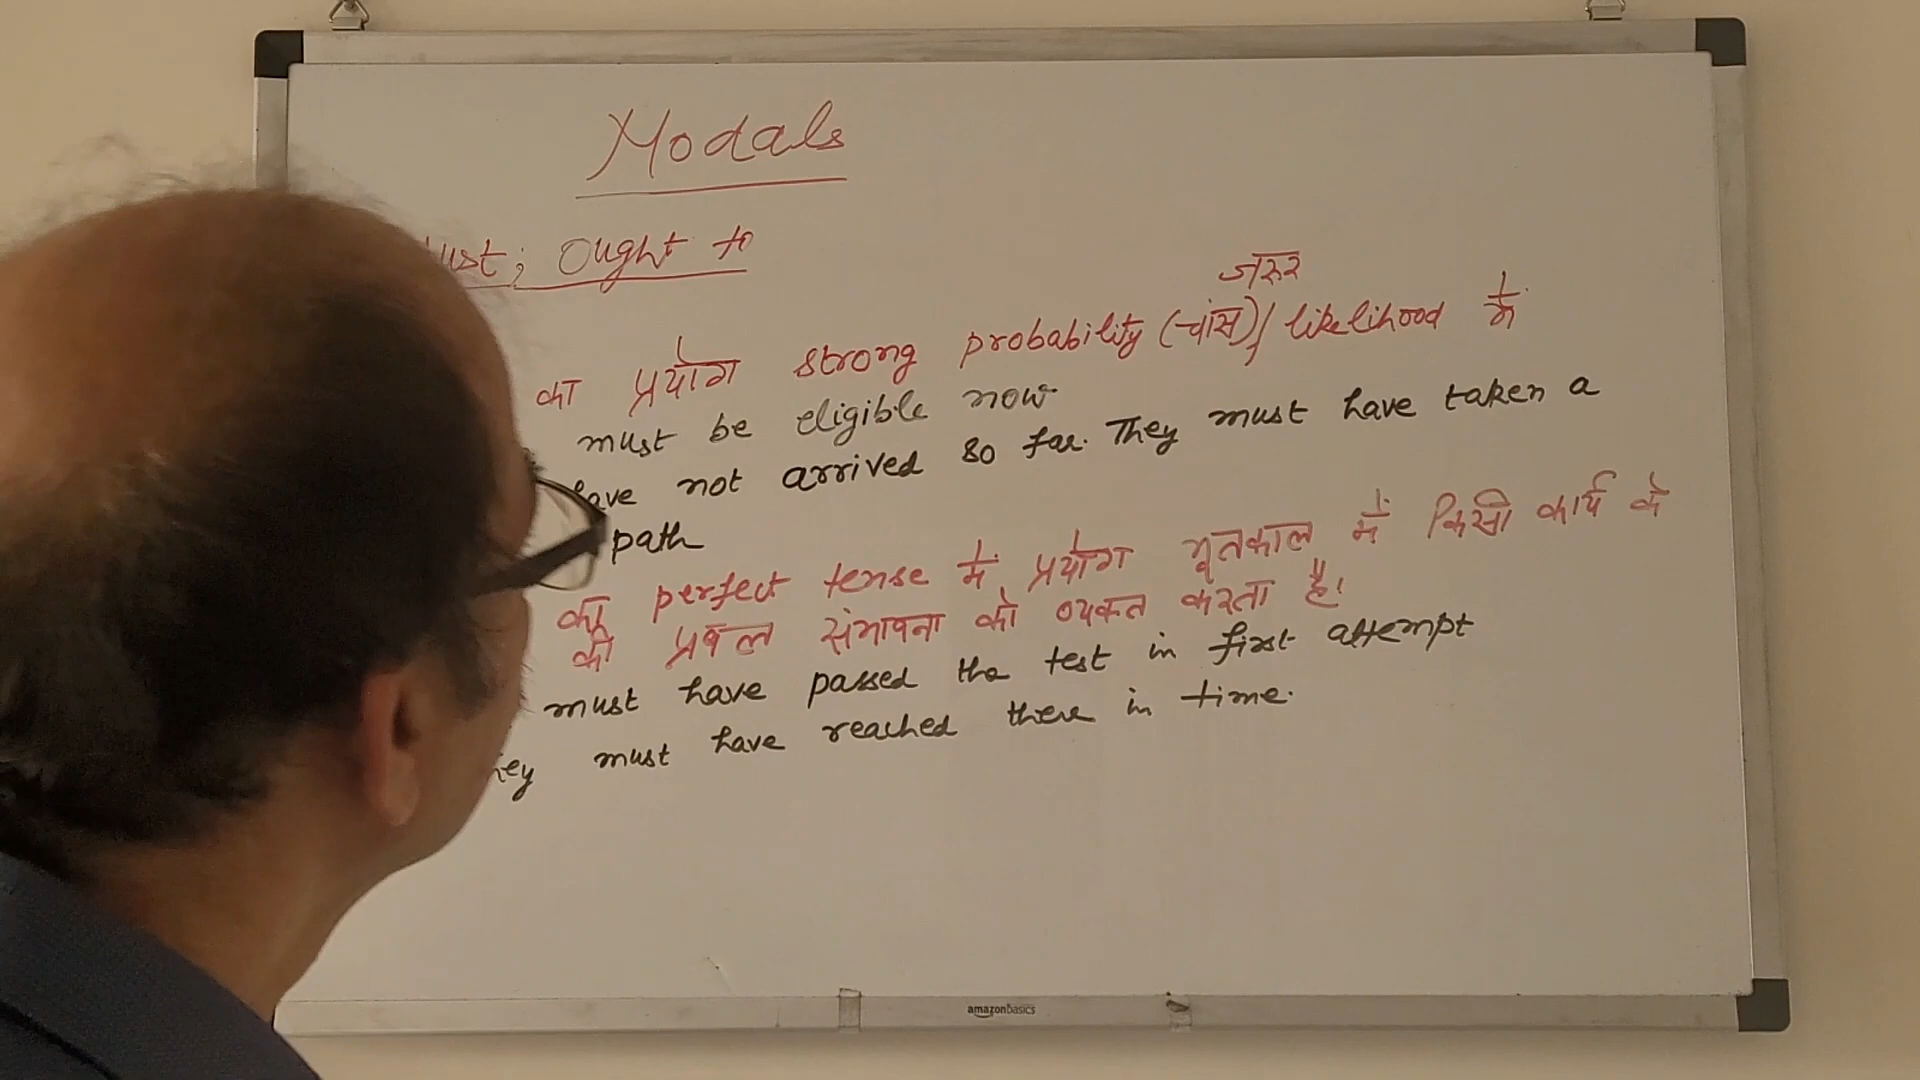 Modals
ust; Ought to
जरूर
का प्रयोग strong probability (चांस)/ likelihood में
must be eligible now
ave not arrived so far. They must have taken a
path
का perfect tense में प्रयोग भूतकाल में किसी कार्य के
की प्रबल संभावना को व्यक्त करता है।
must have passed the test in first attempt
hey must have reached there in time.
amazonbasics